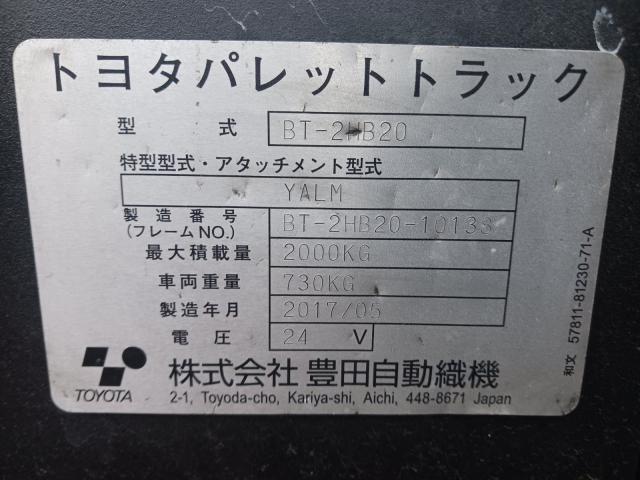 トヨタパレットトラック
型式 BT-2HB20
特型型式・アタッチメント型式
YALM
製造番号
(フレームNO.) BT-2HB20-10133
最大積載量 2000KG
車両重量 730KG
製造年月 2017/05
電圧 24 V
TOYOTA
株式会社 豊田自動織機
2-1, Toyoda-cho, Kariya-shi, Aichi, 448-8671 Japan
和文 57811-81230-71-A